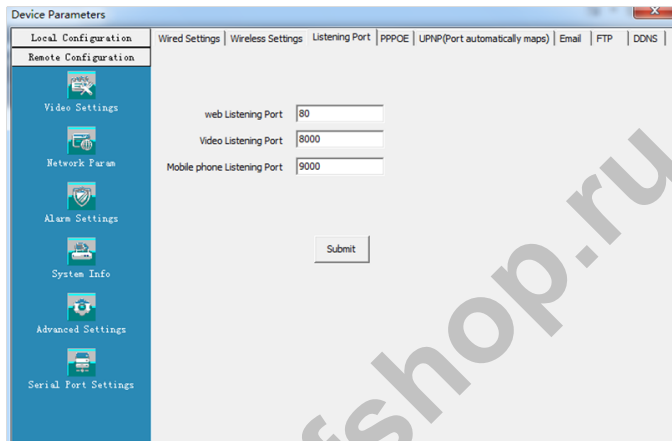 Device Parameters
Local Configuration
Remote Configuration
Wired Settings Wireless Settings Listening Port PPPOE UPNP(Port automatically maps) Email FTP DDNS
Video Settings
Network Param
Alarm Settings
System Info
Advanced Settings
Serial Port Settings
web Listening Port 80
Video Listening Port 8000
Mobile phone Listening Port 9000
Submit
fshop.ru